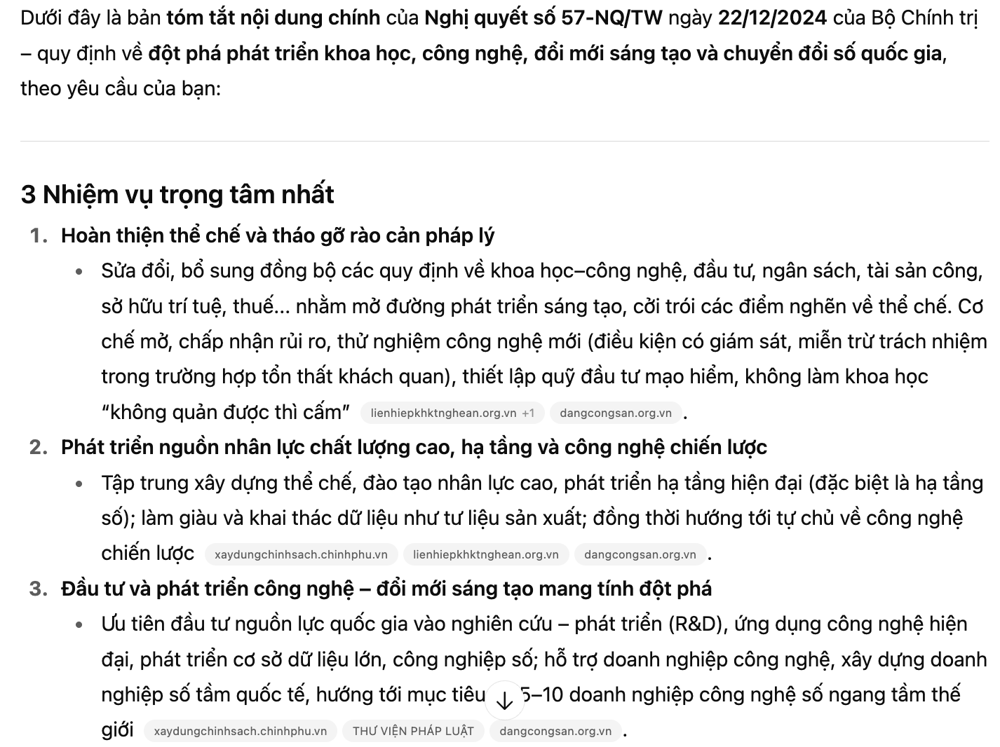 Dưới đây là bản tóm tắt nội dung chính của Nghị quyết số 57-NQ/TW ngày 22/12/2024 của Bộ Chính trị
– quy định về đột phá phát triển khoa học, công nghệ, đổi mới sáng tạo và chuyển đổi số quốc gia,
theo yêu cầu của bạn:
3 Nhiệm vụ trọng tâm nhất
1. Hoàn thiện thể chế và tháo gỡ rào cản pháp lý
• Sửa đổi, bổ sung đồng bộ các quy định về khoa học–công nghệ, đầu tư, ngân sách, tài sản công,
sở hữu trí tuệ, thuế... nhằm mở đường phát triển sáng tạo, cởi trói các điểm nghẽn về thể chế. Cơ
chế mở, chấp nhận rủi ro, thử nghiệm công nghệ mới (điều kiện có giám sát, miễn trừ trách nhiệm
trong trường hợp tổn thất khách quan), thiết lập quỹ đầu tư mạo hiểm, không làm khoa học
“không quản được thì cấm” lienhiepkhktnghean.org.vn +1 dangcongsan.org.vn .
2. Phát triển nguồn nhân lực chất lượng cao, hạ tầng và công nghệ chiến lược
• Tập trung xây dựng thể chế, đào tạo nhân lực cao, phát triển hạ tầng hiện đại (đặc biệt là hạ tầng
số); làm giàu và khai thác dữ liệu như tư liệu sản xuất; đồng thời hướng tới tự chủ về công nghệ
chiến lược xaydungchinhsach.chinhphu.vn lienhiepkhktnghean.org.vn dangcongsan.org.vn .
3. Đầu tư và phát triển công nghệ – đổi mới sáng tạo mang tính đột phá
• Ưu tiên đầu tư nguồn lực quốc gia vào nghiên cứu – phát triển (R&D), ứng dụng công nghệ hiện
đại, phát triển cơ sở dữ liệu lớn, công nghiệp số; hỗ trợ doanh nghiệp công nghệ, xây dựng doanh
nghiệp số tầm quốc tế, hướng tới mục tiêu 5–10 doanh nghiệp công nghệ số ngang tầm thế
giới xaydungchinhsach.chinhphu.vn THƯ VIỆN PHÁP LUẬT dangcongsan.org.vn .